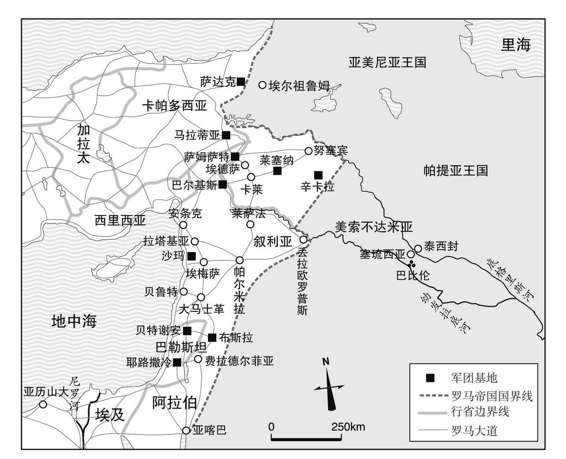 里海
亚美尼亚王国
萨达克
埃尔祖鲁姆
卡帕多西亚
加拉太
马拉蒂亚
努塞宾
萨姆萨特
莱塞纳
埃德萨
帕提亚王国
巴尔基斯
卡莱
辛卡拉
西里西亚
安条克
莱萨法
美索不达米亚
拉塔基亚
叙利亚
泰西封
沙玛
塞琉西亚
埃梅萨
帕尔米拉
去拉欧罗普斯
巴比伦
底格里斯河
贝鲁特
大马士革
幼发拉底河
地中海
贝特谢安
布斯拉
巴勒斯坦
耶路撒冷
费拉德尔菲亚
N
军团基地
亚历山大
尼罗河
罗马帝国国界线
埃及
阿拉伯
行省边界线
亚喀巴
0 250km
罗马大道